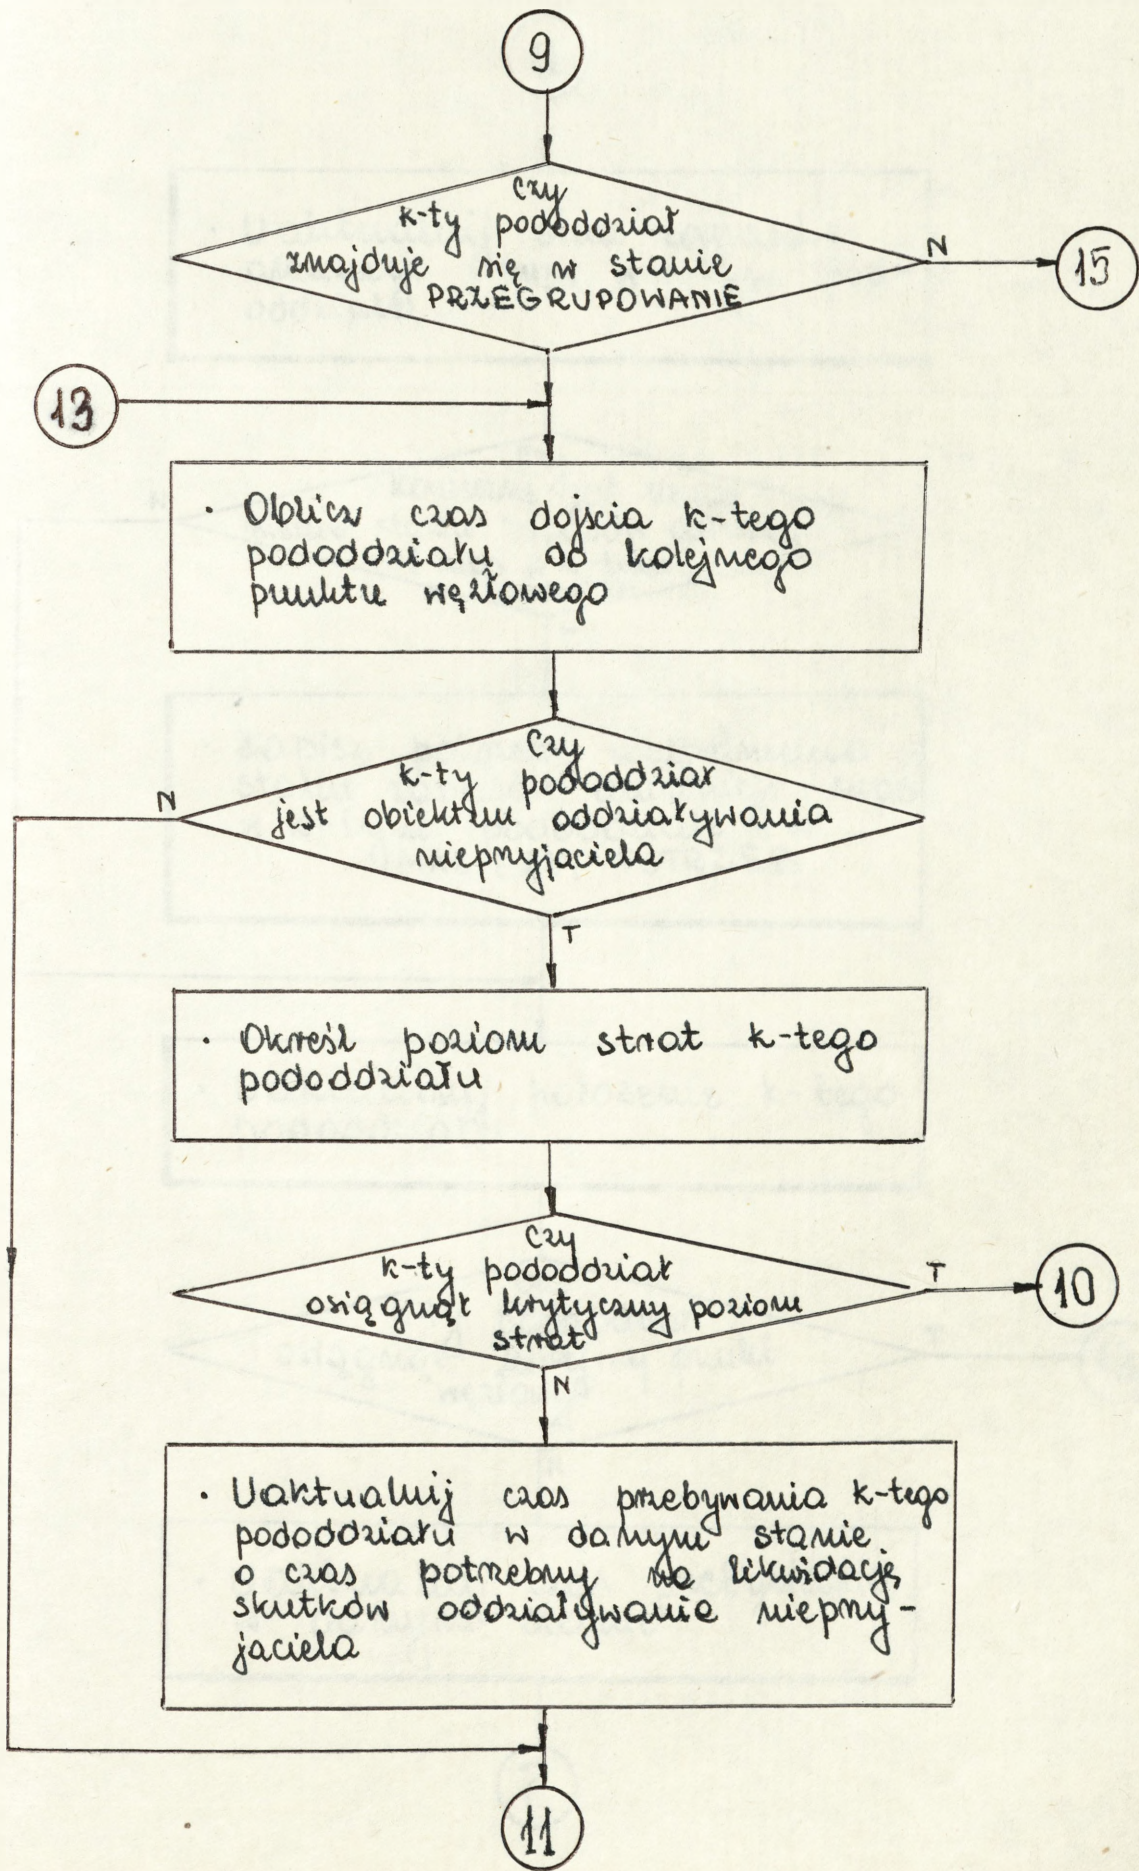 9
czy
k-ty pododdział
znajduje się w stanie
PRZEGRUPOWANIE
N
15
13
· Oblicz czas dojścia k-tego
pododdziału do kolejnego
punktu węzłowego
czy
k-ty pododdział
N
jest obiektem oddziaływania
nieprzyjaciela
T
· Określ poziom strat k-tego
pododdziału
czy
k-ty pododdział
T
osiągnął krytyczny poziom
10
strat
N
· Uaktualnij czas przebywania k-tego
pododdziału w danym stanie
o czas potrzebny na likwidację
skutków oddziaływanie nieprzy-
jaciela
11